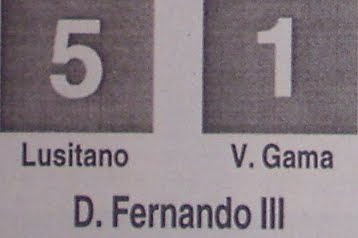 5 1
Lusitano V. Gama
D. Fernando III